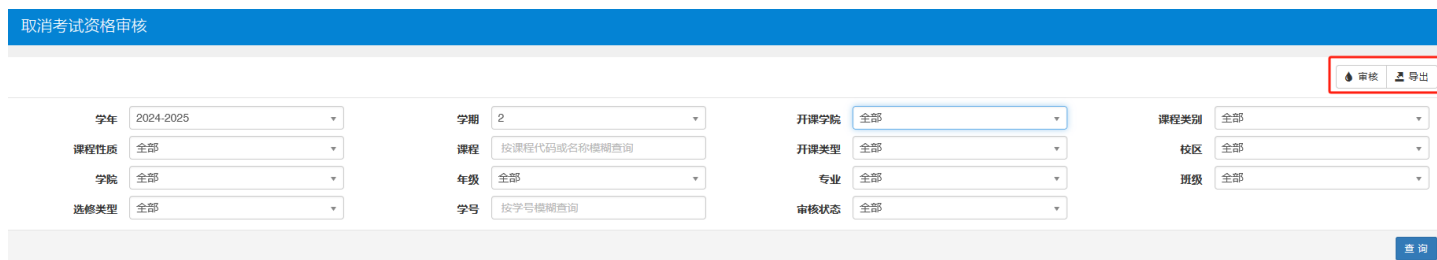 取消考试资格审核
审核 导出
学年 2024-2025 学期 2 开课学院 全部 课程类别 全部
课程性质 全部 课程 按课程代码或名称模糊查询 开课类型 全部 校区 全部
学院 全部 年级 全部 专业 全部 班级 全部
选修类型 全部 学号 按学号模糊查询 审核状态 全部
查 询